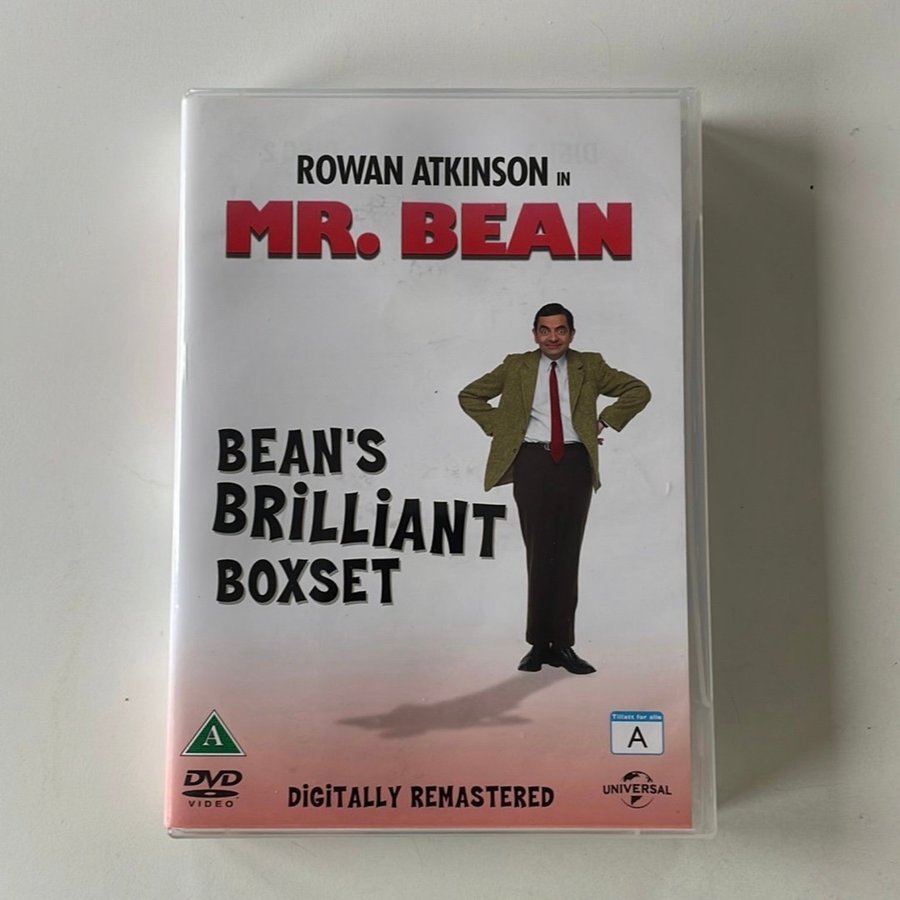 ROWAN ATKINSON IN
MR. BEAN
BEAN'S
BRiLLiANT
BOXSET
A
Tillatt for alle
A
DVD
VIDEO
DiGiTALLY REMASTERED
UNIVERSAL